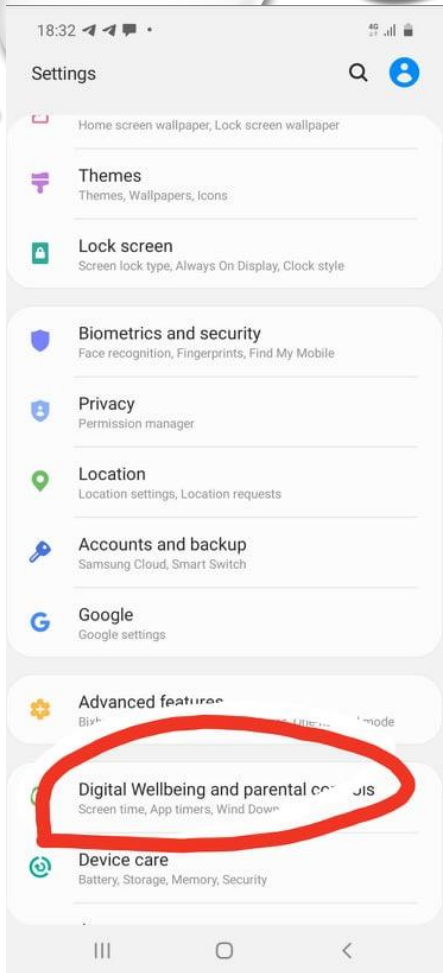 18:32
4G
Settings
Home screen wallpaper, Lock screen wallpaper
Themes
Themes, Wallpapers, Icons
Lock screen
Screen lock type, Always On Display, Clock style
Biometrics and security
Face recognition, Fingerprints, Find My Mobile
Privacy
Permission manager
Location
Location settings, Location requests
Accounts and backup
Samsung Cloud, Smart Switch
Google
Google settings
Advanced features
mode
Digital Wellbeing and parental controls
Screen time, App timers, Wind Down
Device care
Battery, Storage, Memory, Security